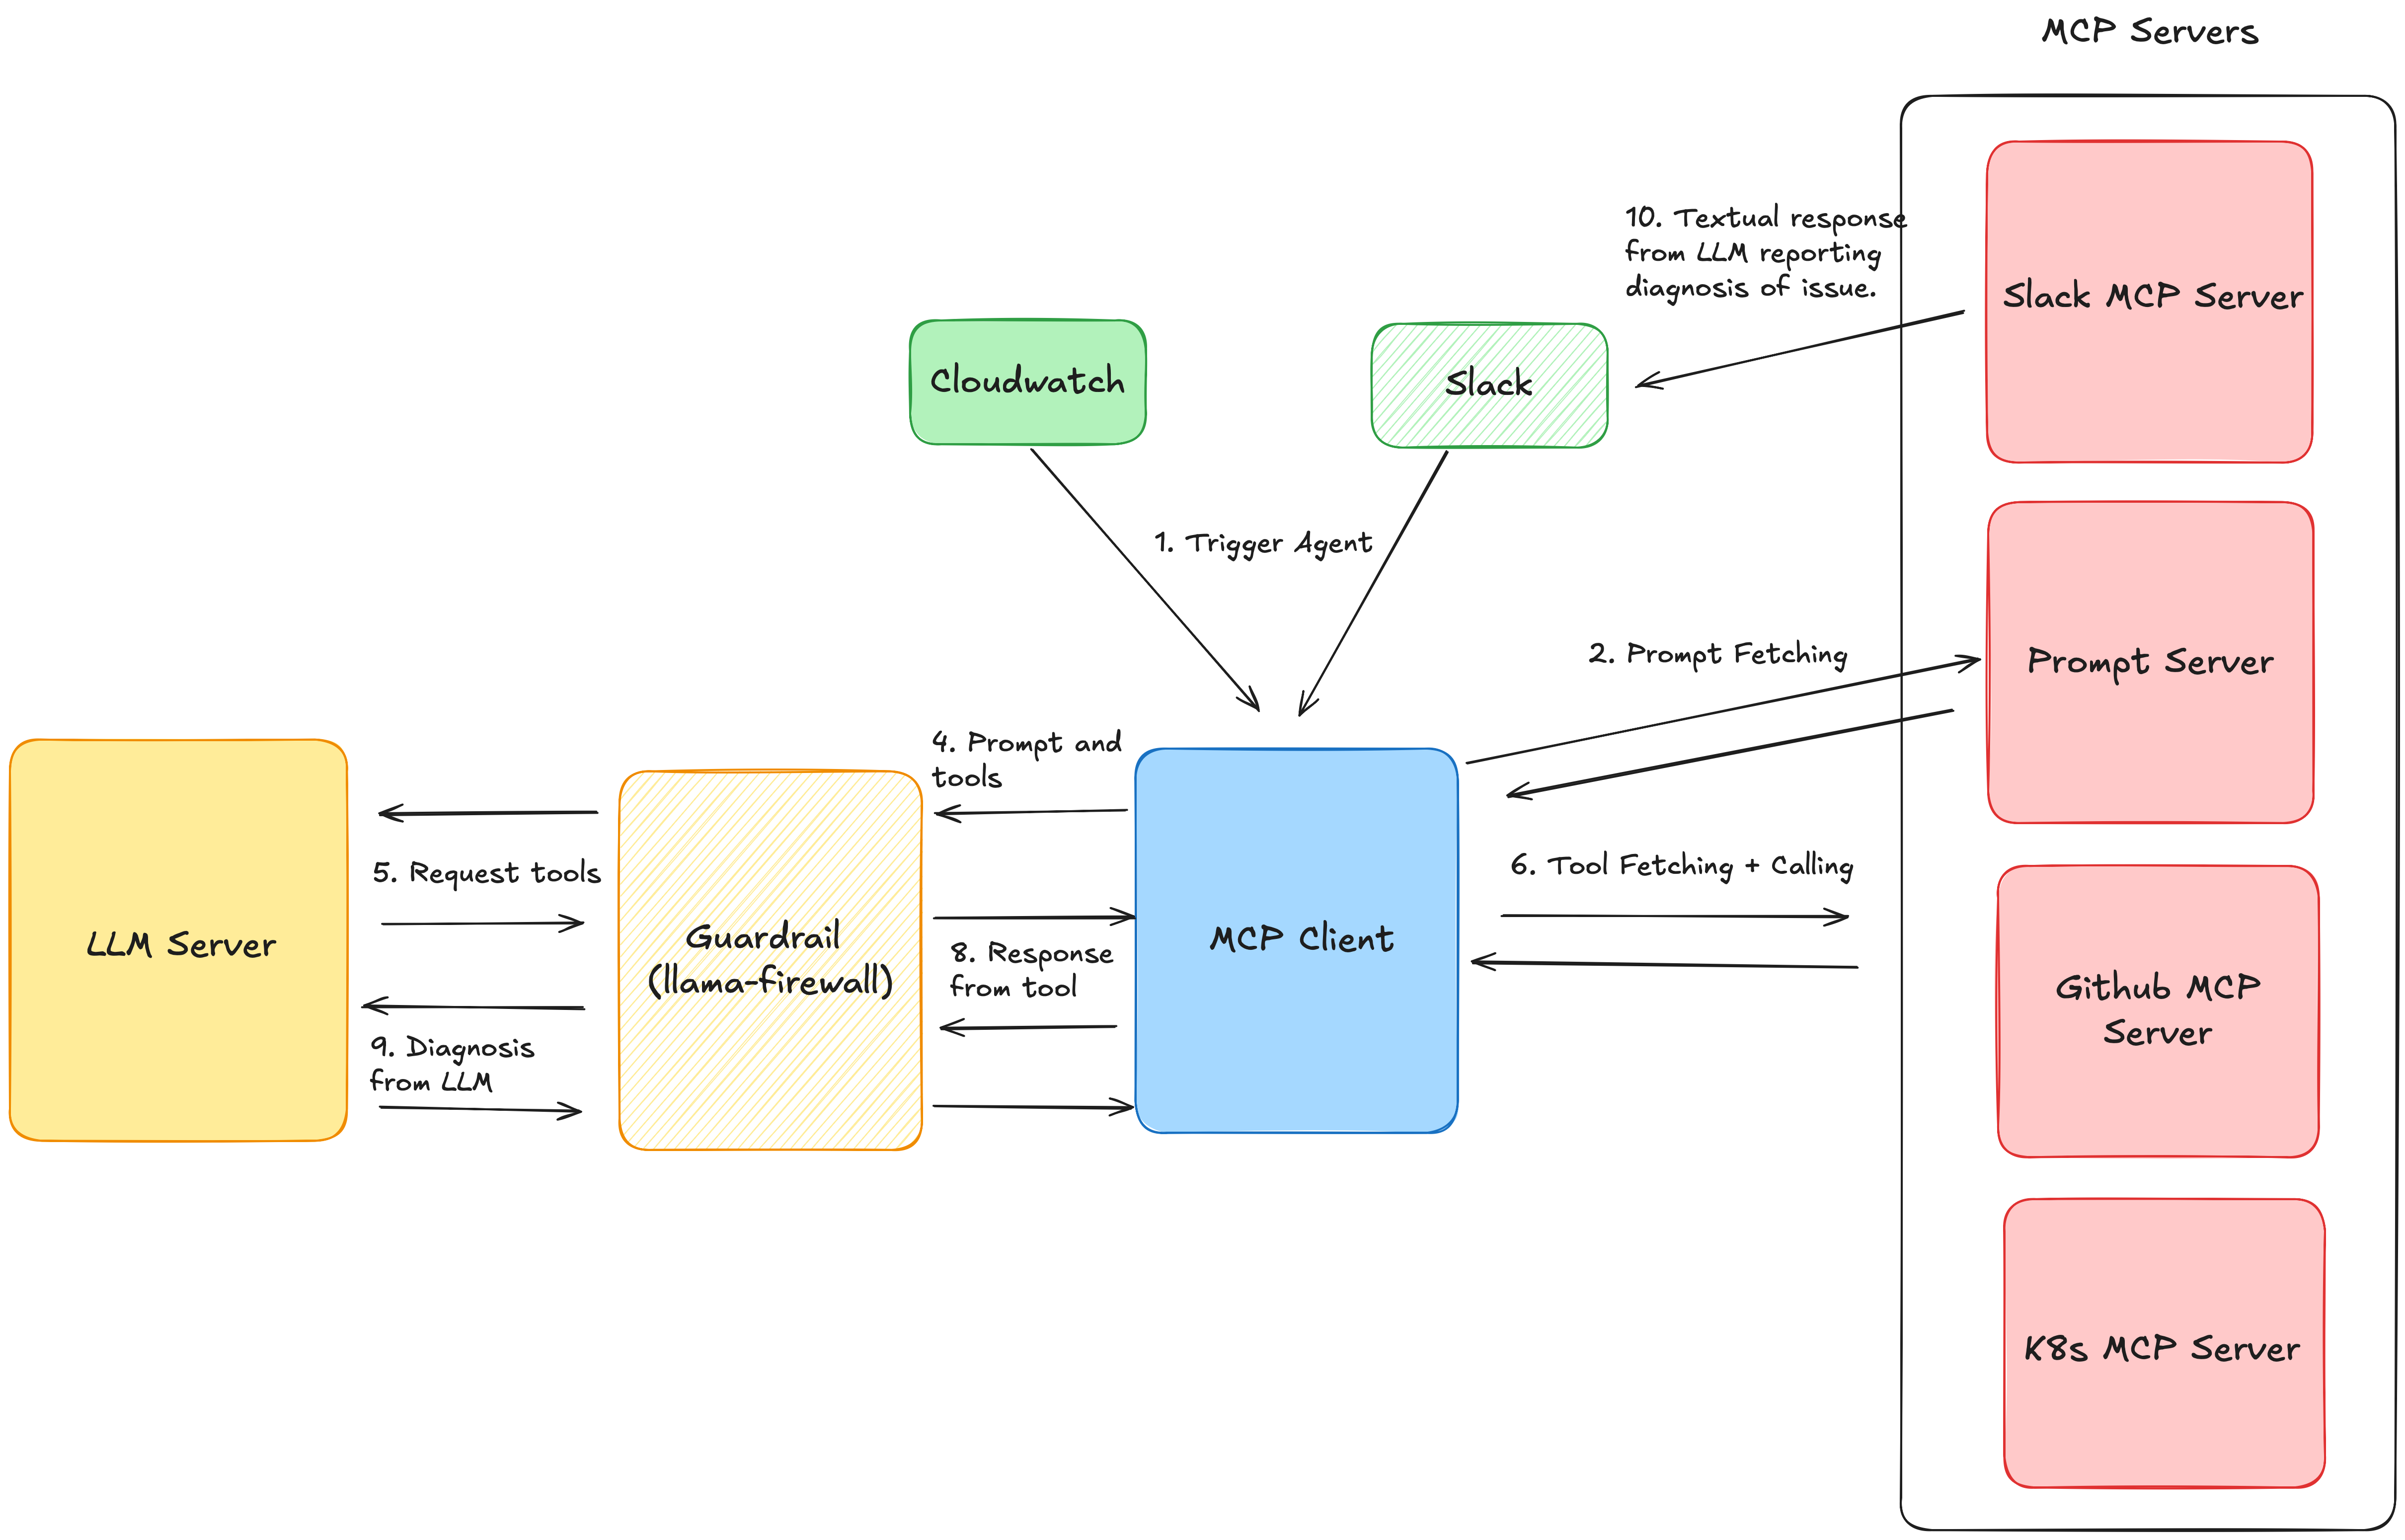 MCP Servers
10. Textual response
from LLM reporting
diagnosis of issue.
Slack MCP Server
Cloudwatch
Slack
1. Trigger Agent
2. Prompt Fetching
Prompt Server
4. Prompt and
tools
5. Request tools
6. Tool Fetching + Calling
LLM Server
Guardrail
(llama-firewall)
MCP Client
8. Response
from tool
Github MCP
Server
9. Diagnosis
from LLM
K8s MCP Server